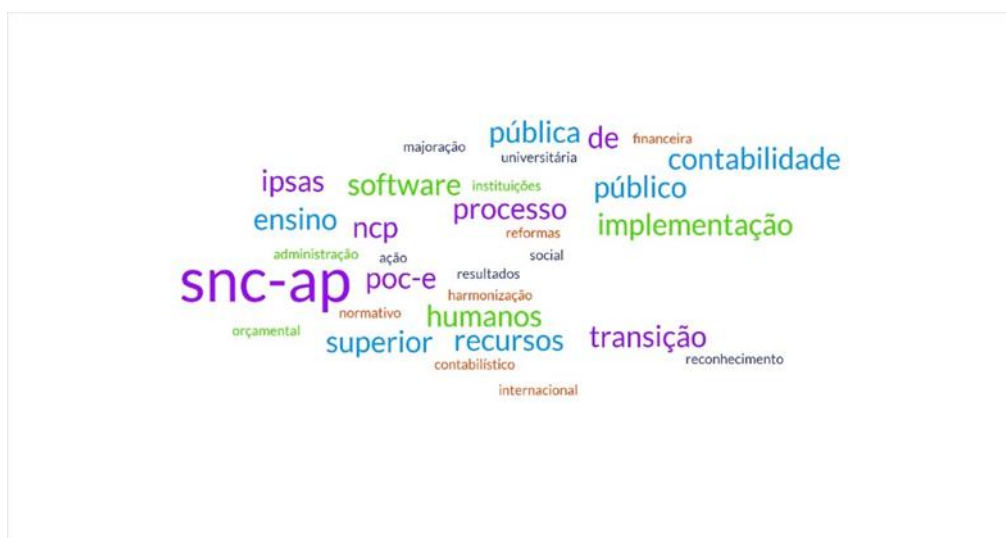 pública de financeira
majoração universitária contabilidade
ipsas software instituições público
ensino ncp processo implementação
reformas
administração ação social
snc-ap poc-e resultados
harmonização
normativo humanos
orçamental superior recursos transição
contabilístico reconhecimento
internacional